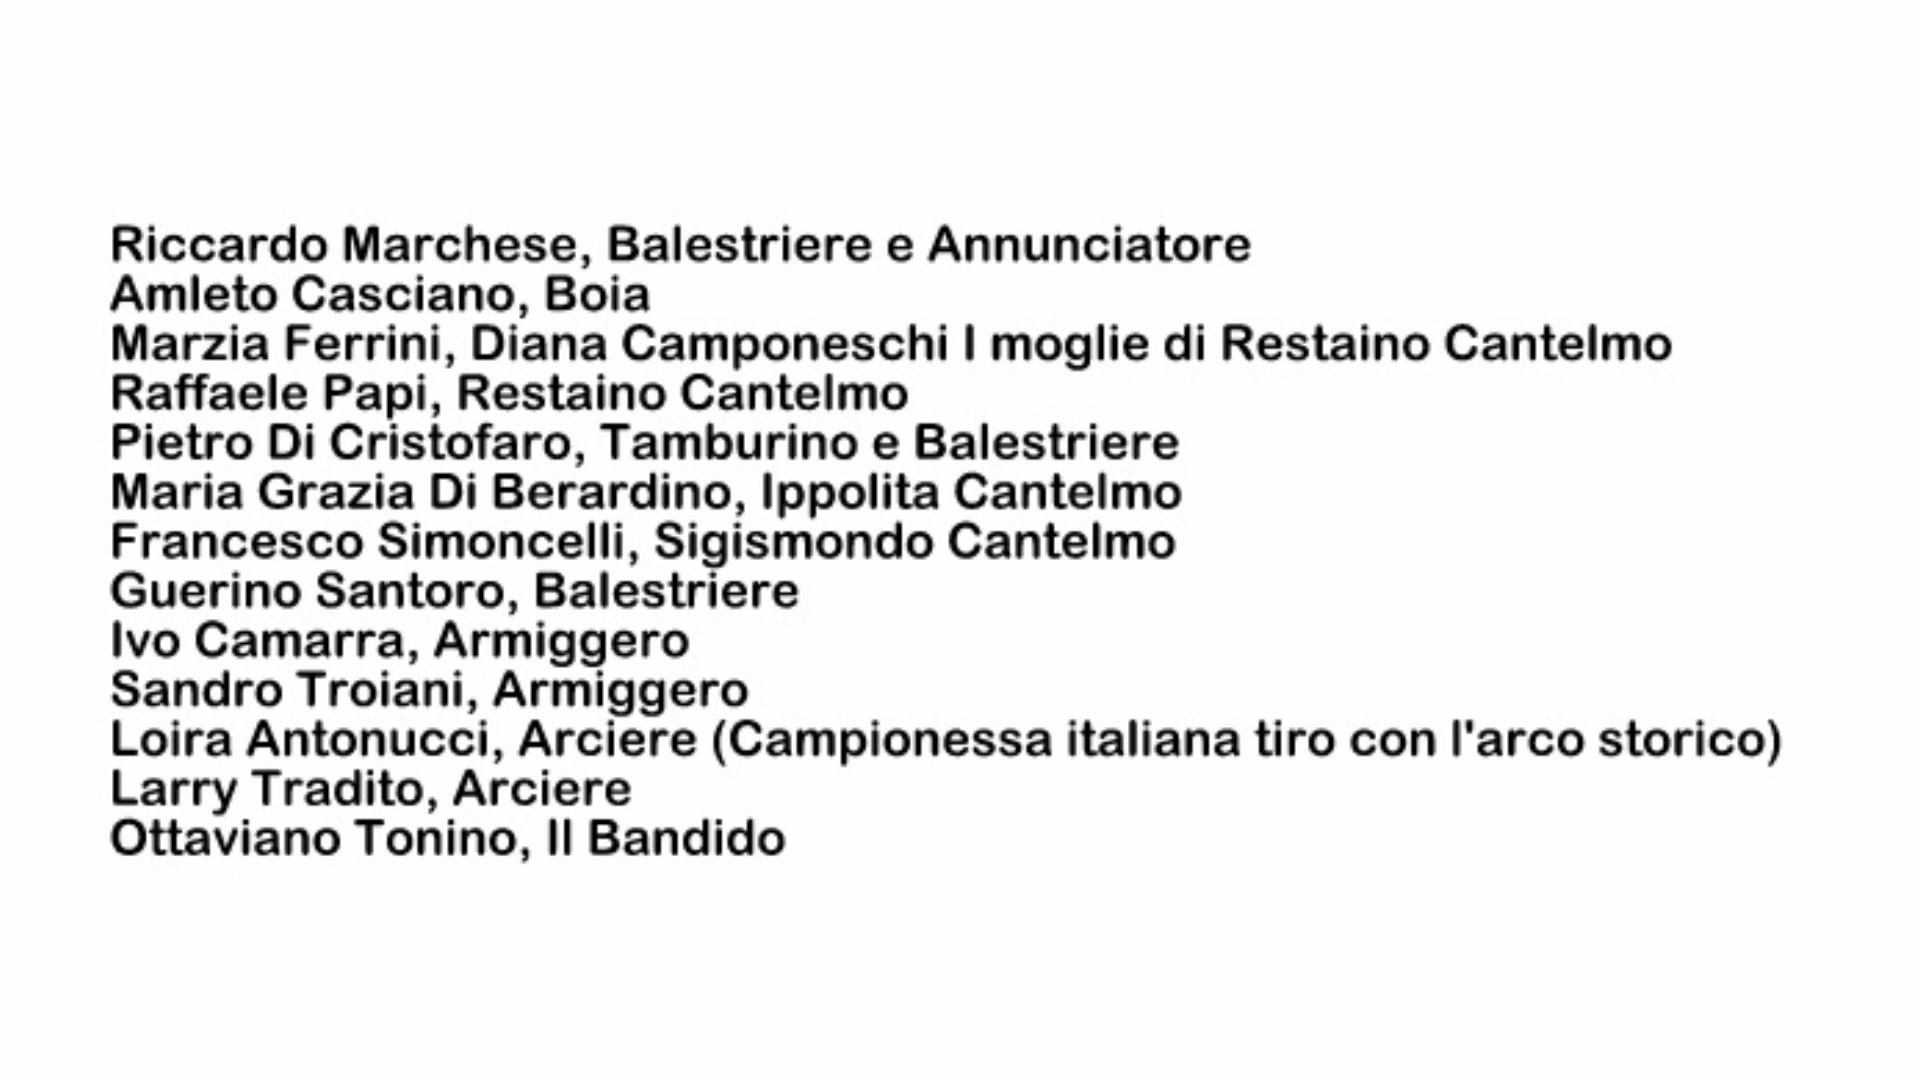 Riccardo Marchese, Balestriere e Annunciatore
Amleto Casciano, Boia
Marzia Ferrini, Diana Camponeschi I moglie di Restaino Cantelmo
Raffaele Papi, Restaino Cantelmo
Pietro Di Cristofaro, Tamburino e Balestriere
Maria Grazia Di Berardino, Ippolita Cantelmo
Francesco Simoncelli, Sigismondo Cantelmo
Guerino Santoro, Balestriere
Ivo Camarra, Armiggero
Sandro Troiani, Armiggero
Loira Antonucci, Arciere (Campionessa italiana tiro con l'arco storico)
Larry Tradito, Arciere
Ottaviano Tonino, Il Bandido